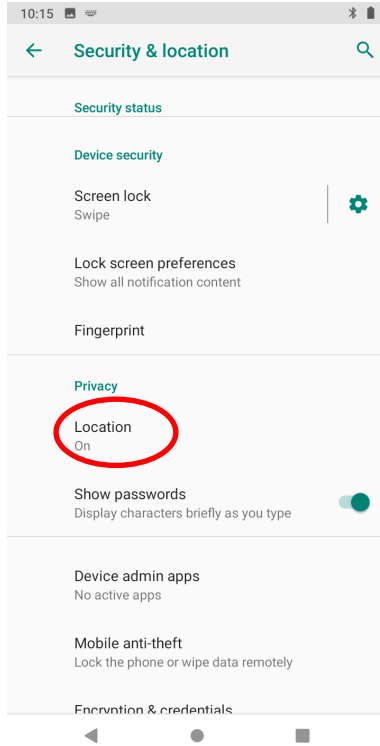 10:15
Security & location
Security status
Device security
Screen lock
Swipe
Lock screen preferences
Show all notification content
Fingerprint
Privacy
Location
On
Show passwords
Display characters briefly as you type
Device admin apps
No active apps
Mobile anti-theft
Lock the phone or wipe data remotely
Encryption & credentials